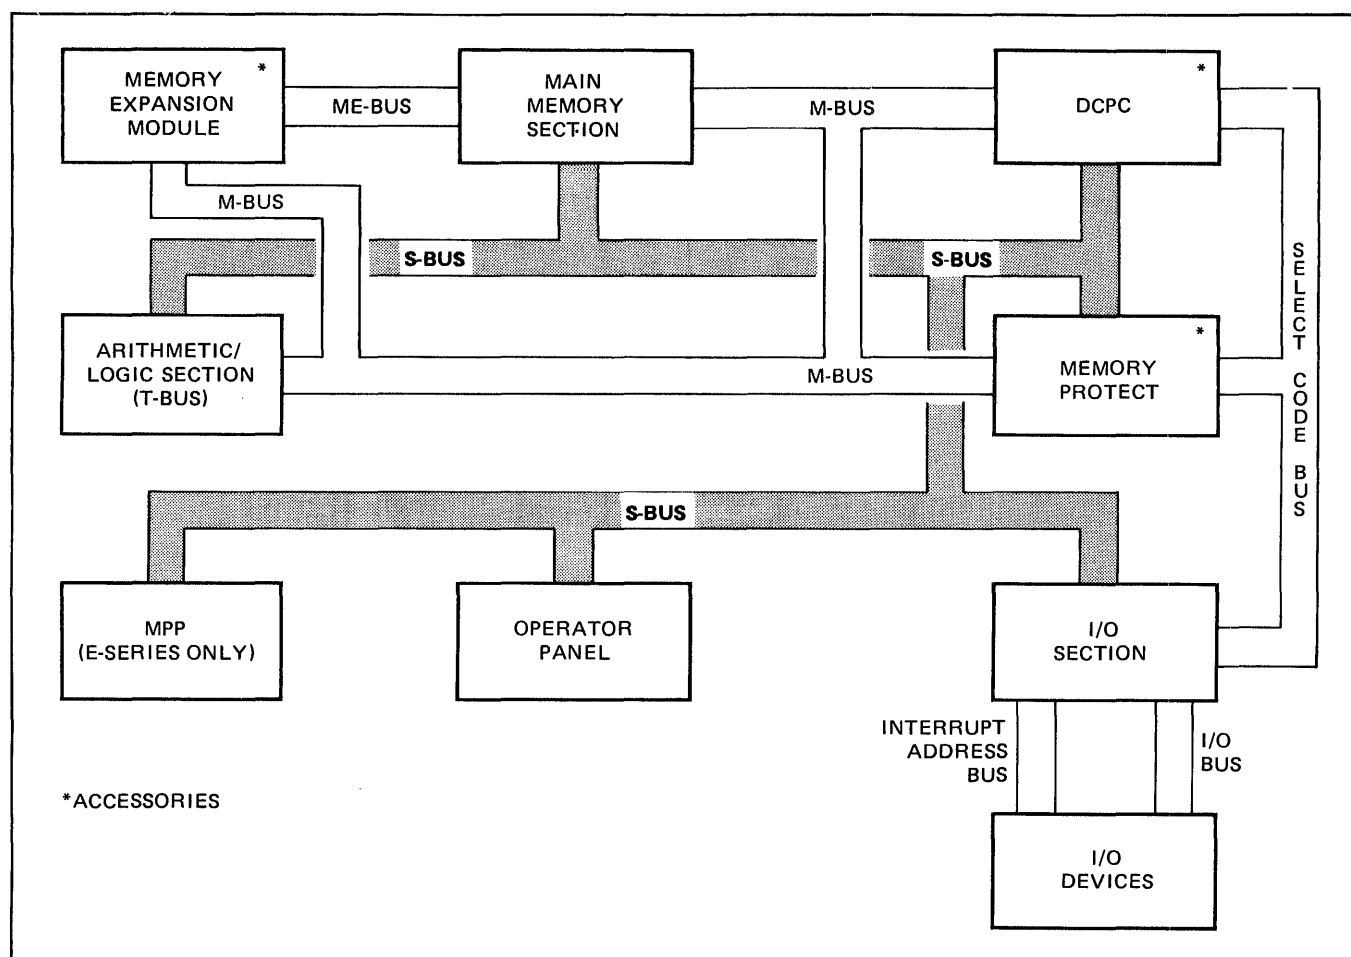 MEMORY
EXPANSION
MODULE
*
ME-BUS
MAIN
MEMORY
SECTION
M-BUS
DCPC
*
M-BUS
S-BUS
S-BUS
SELECT CODE BUS
ARITHMETIC/
LOGIC SECTION
(T-BUS)
M-BUS
MEMORY
PROTECT
*
S-BUS
MPP
(E-SERIES ONLY)
OPERATOR
PANEL
I/O
SECTION
INTERRUPT
ADDRESS
BUS
I/O
BUS
*ACCESSORIES
I/O
DEVICES